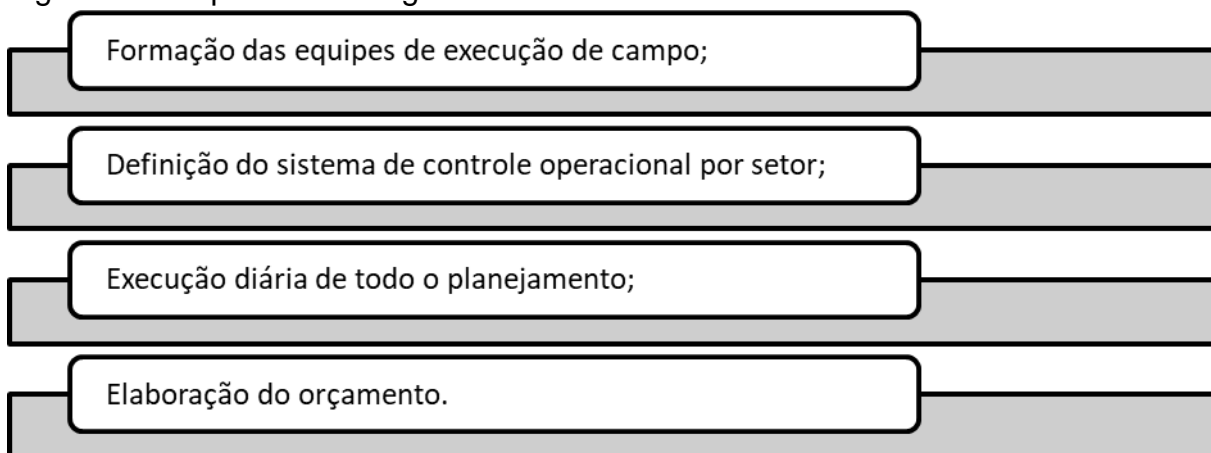 Formação das equipes de execução de campo;
Definição do sistema de controle operacional por setor;
Execução diária de todo o planejamento;
Elaboração do orçamento.